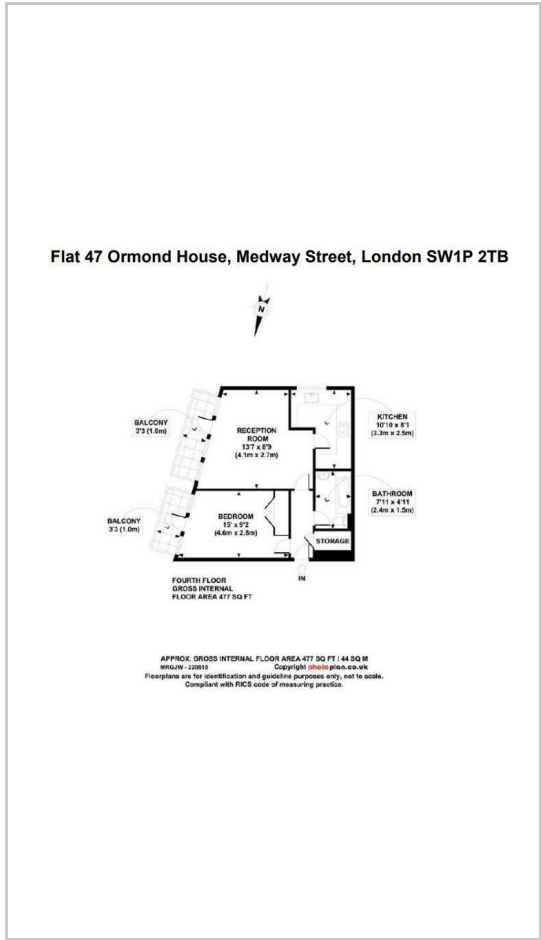 Flat 47 Ormond House, Medway Street, London SW1P 2TB
N
BALCONY
3'3 (1.0m)
RECEPTION
ROOM
13'7 x 8'9
(4.1m x 2.7m)
KITCHEN
10'10 x 8'1
(3.3m x 2.5m)
BALCONY
3'3 (1.0m)
BEDROOM
15' x 9'2
(4.6m x 2.8m)
BATHROOM
7'11 x 4'11
(2.4m x 1.5m)
STORAGE
IN
FOURTH FLOOR
GROSS INTERNAL
FLOOR AREA 477 SQ FT
APPROX. GROSS INTERNAL FLOOR AREA 477 SQ FT / 44 SQ M
MRGJW - 220610 Copyright photoplan.co.uk
Floorplans are for identification and guideline purposes only, not to scale.
Compliant with RICS code of measuring practice.